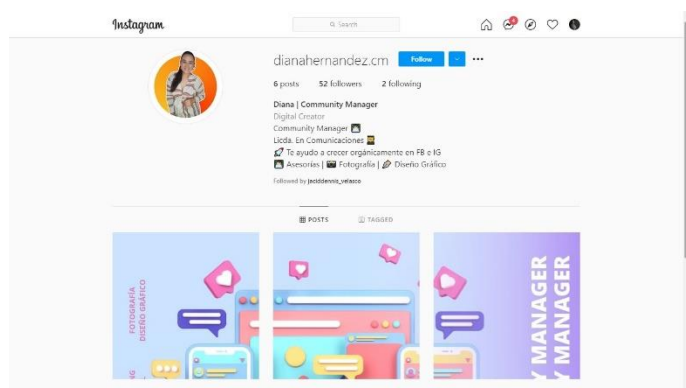 Instagram
Search
dianahernandez.cm Follow
6 posts 52 followers 2 following
Diana | Community Manager
Digital Creator
Community Manager
Licda. En Comunicaciones
Te ayudo a crecer orgánicamente en FB e IG
Asesorías | Fotografía | Diseño Gráfico
Followed by jaciddennis_velasco
POSTS TAGGED
FOTOGRAFÍA
DISEÑO GRÁFICO
Y MANAGER
Y MANAGER